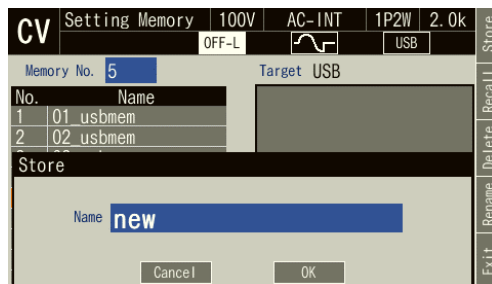 CV Setting Memory 100V AC-INT 1P2W 2.0k
OFF-L USB
Memory No. 5 Target USB
No. Name
1 01_usbmem
2 02_usbmem
Store
Name new
Cancel OK
Store
Recall
Delete
Rename
Exit